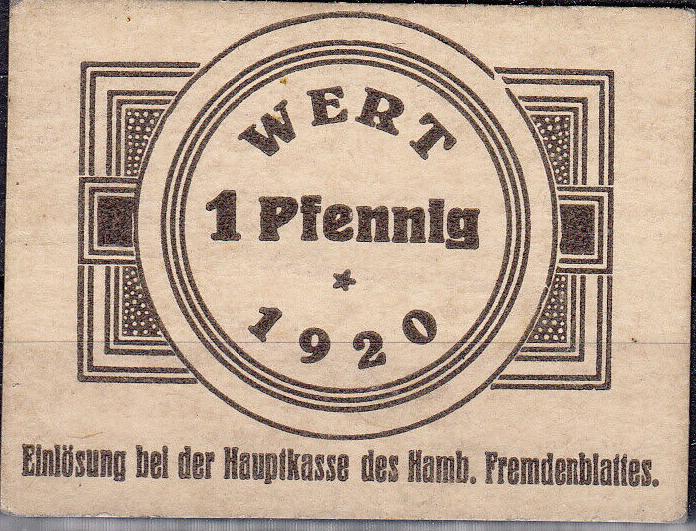 WERT
1 Pfennig
*
1920
Einlösung bei der Hauptkasse des Hamb. Fremdenblattes.